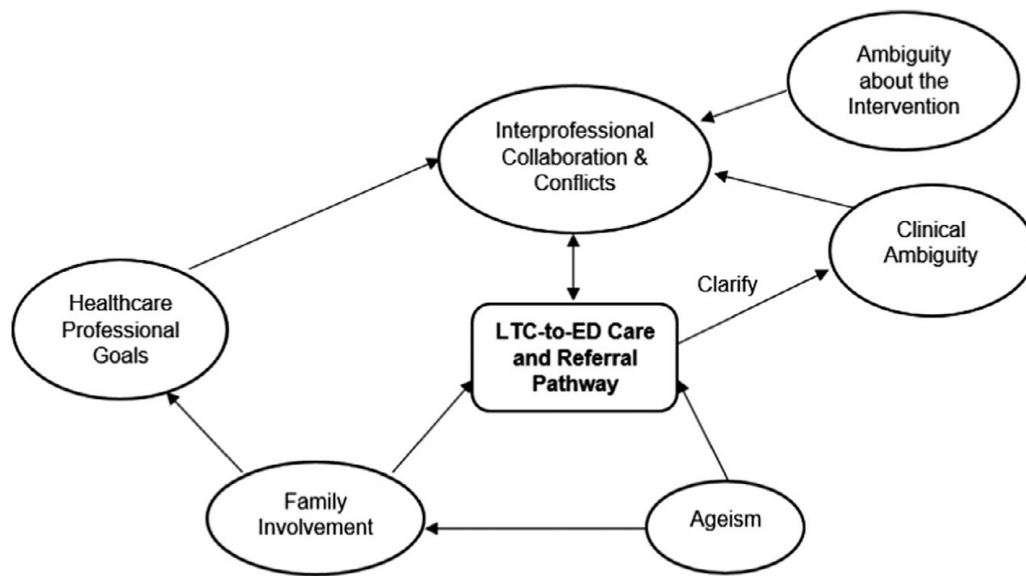 Ambiguity
about the
Intervention
Interprofessional
Collaboration &
Conflicts
Clinical
Ambiguity
Clarify
Healthcare
Professional
Goals
LTC-to-ED Care
and Referral
Pathway
Family
Involvement
Ageism